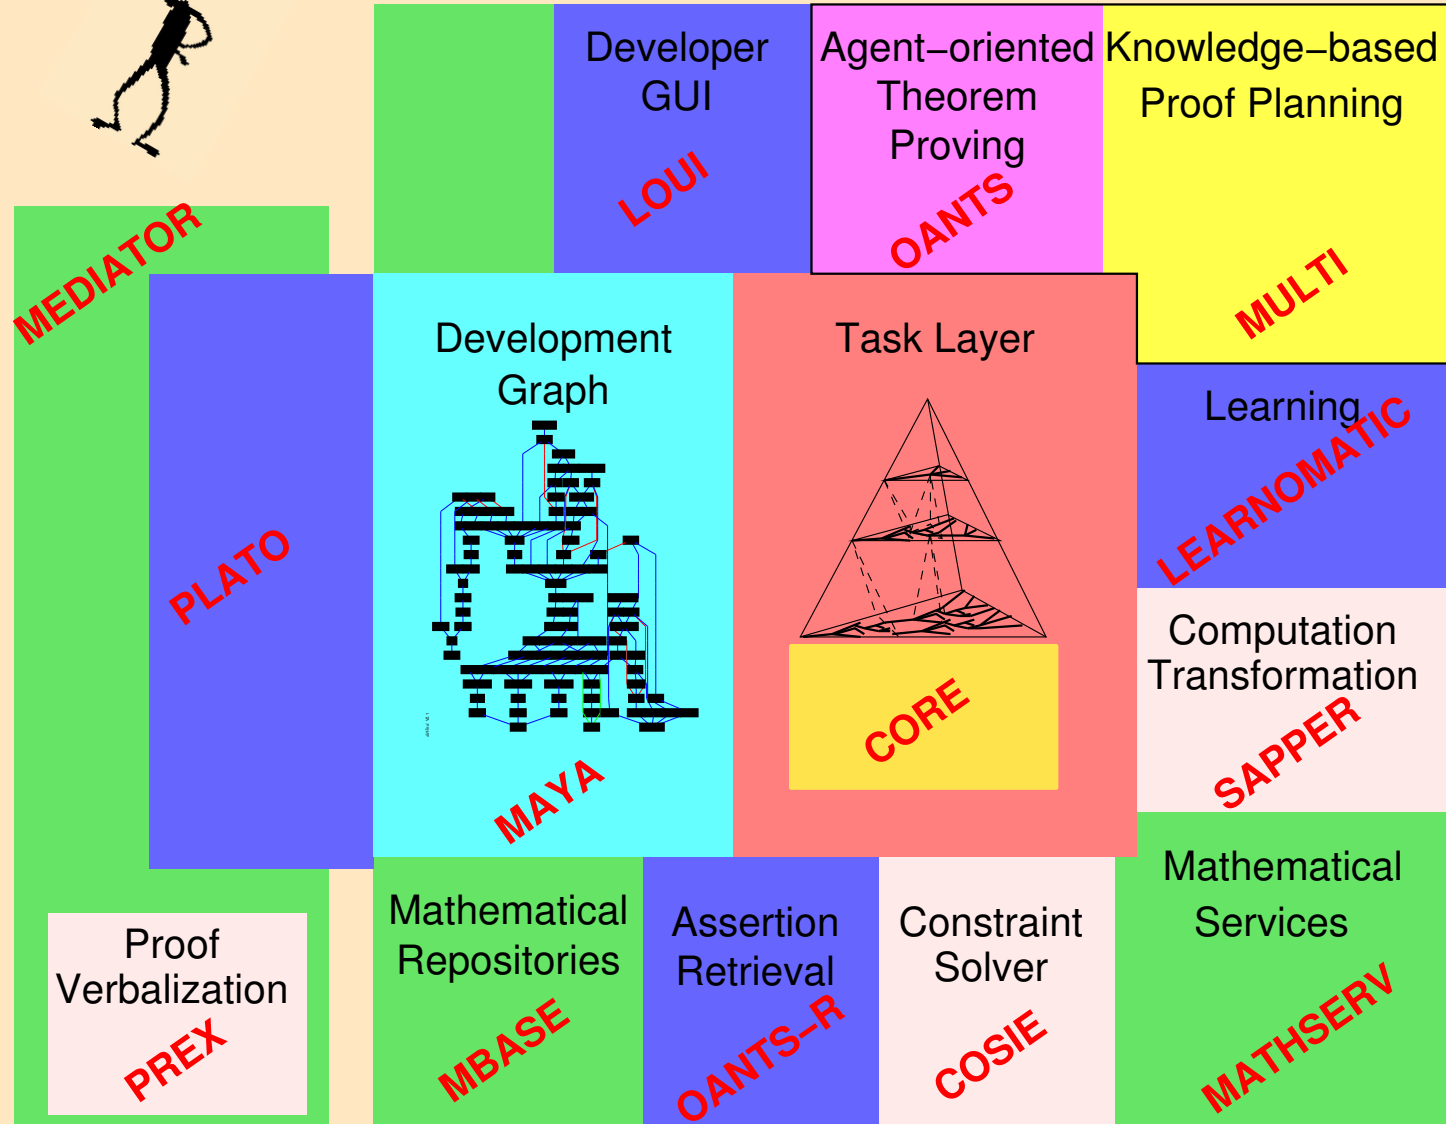 Developer
GUI
LOUI
Agent–oriented
Theorem
Proving
OANTS
Knowledge–based
Proof Planning
MULTI
MEDIATOR
PLATO
Development
Graph
MAYA
Task Layer
CORE
Learning
LEARNOMATIC
Computation
Transformation
SAPPER
Proof
Verbalization
PREX
Mathematical
Repositories
MBASE
Assertion
Retrieval
OANTS–R
Constraint
Solver
COSIE
Mathematical
Services
MATHSERV